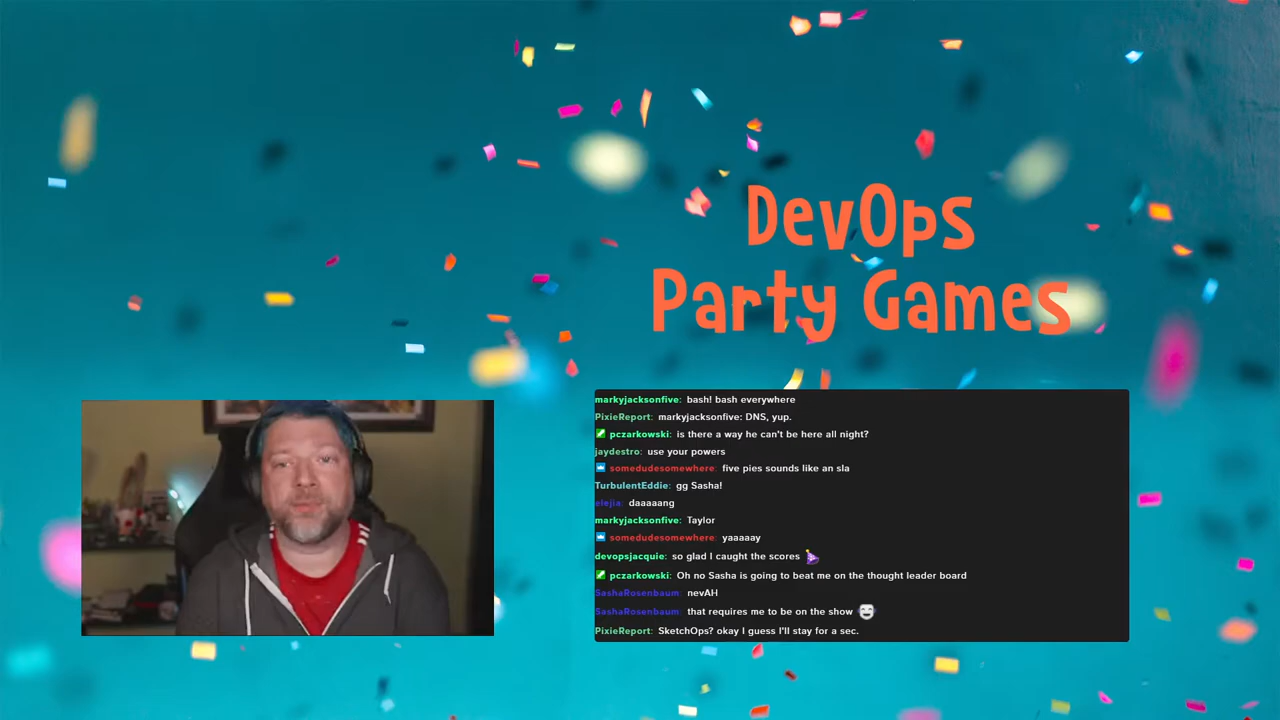 DevOps
Party Games
markyjacksonfive: bash! bash everywhere
PixieReport: markyjacksonfive: DNS, yup.
pczarkowski: is there a way he can't be here all night?
jaydestro: use your powers
somedudesomewhere: five pies sounds like an sla
TurbulentEddie: gg Sasha!
elejia: daaaaang
markyjacksonfive: Taylor
somedudesomewhere: yaaaaay
devopsjacquie: so glad I caught the scores
pczarkowski: Oh no Sasha is going to beat me on the thought leader board
SashaRosenbaum: nevAH
SashaRosenbaum: that requires me to be on the show
PixieReport: SketchOps? okay I guess I'll stay for a sec.